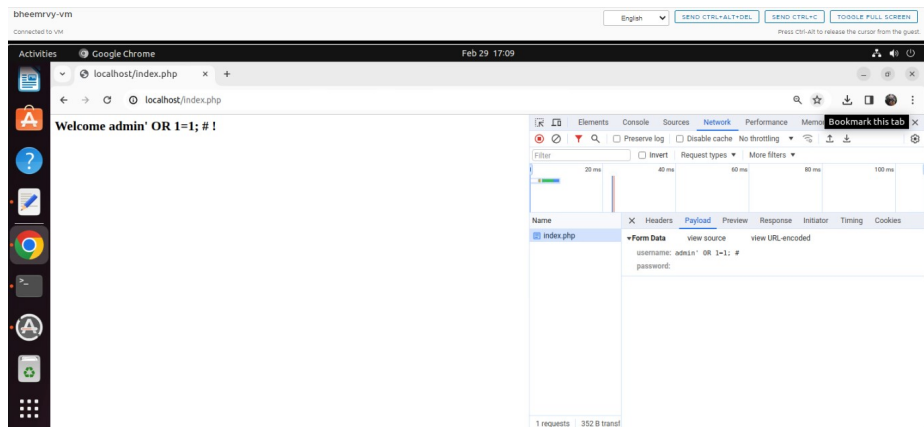 bheemrvy-vm
English
SEND CTRL+ALT+DEL
SEND CTRL+C
TOGGLE FULL SCREEN
Connected to VM
Press Ctrl-Alt to release the cursor from the guest.
Activities
Google Chrome
Feb 29 17:09
localhost/index.php
localhost/index.php
Bookmark this tab
Welcome admin' OR 1=1; # !
Elements Console Sources Network Performance
Preserve log Disable cache No throttling
Filter
Invert Request types More filters
20 ms 40 ms 60 ms 80 ms 100 ms
Name
Headers Payload Preview Response Initiator Timing Cookies
index.php
Form Data view source view URL-encoded
username: admin' OR 1=1; #
password:
1 requests 352 B transf